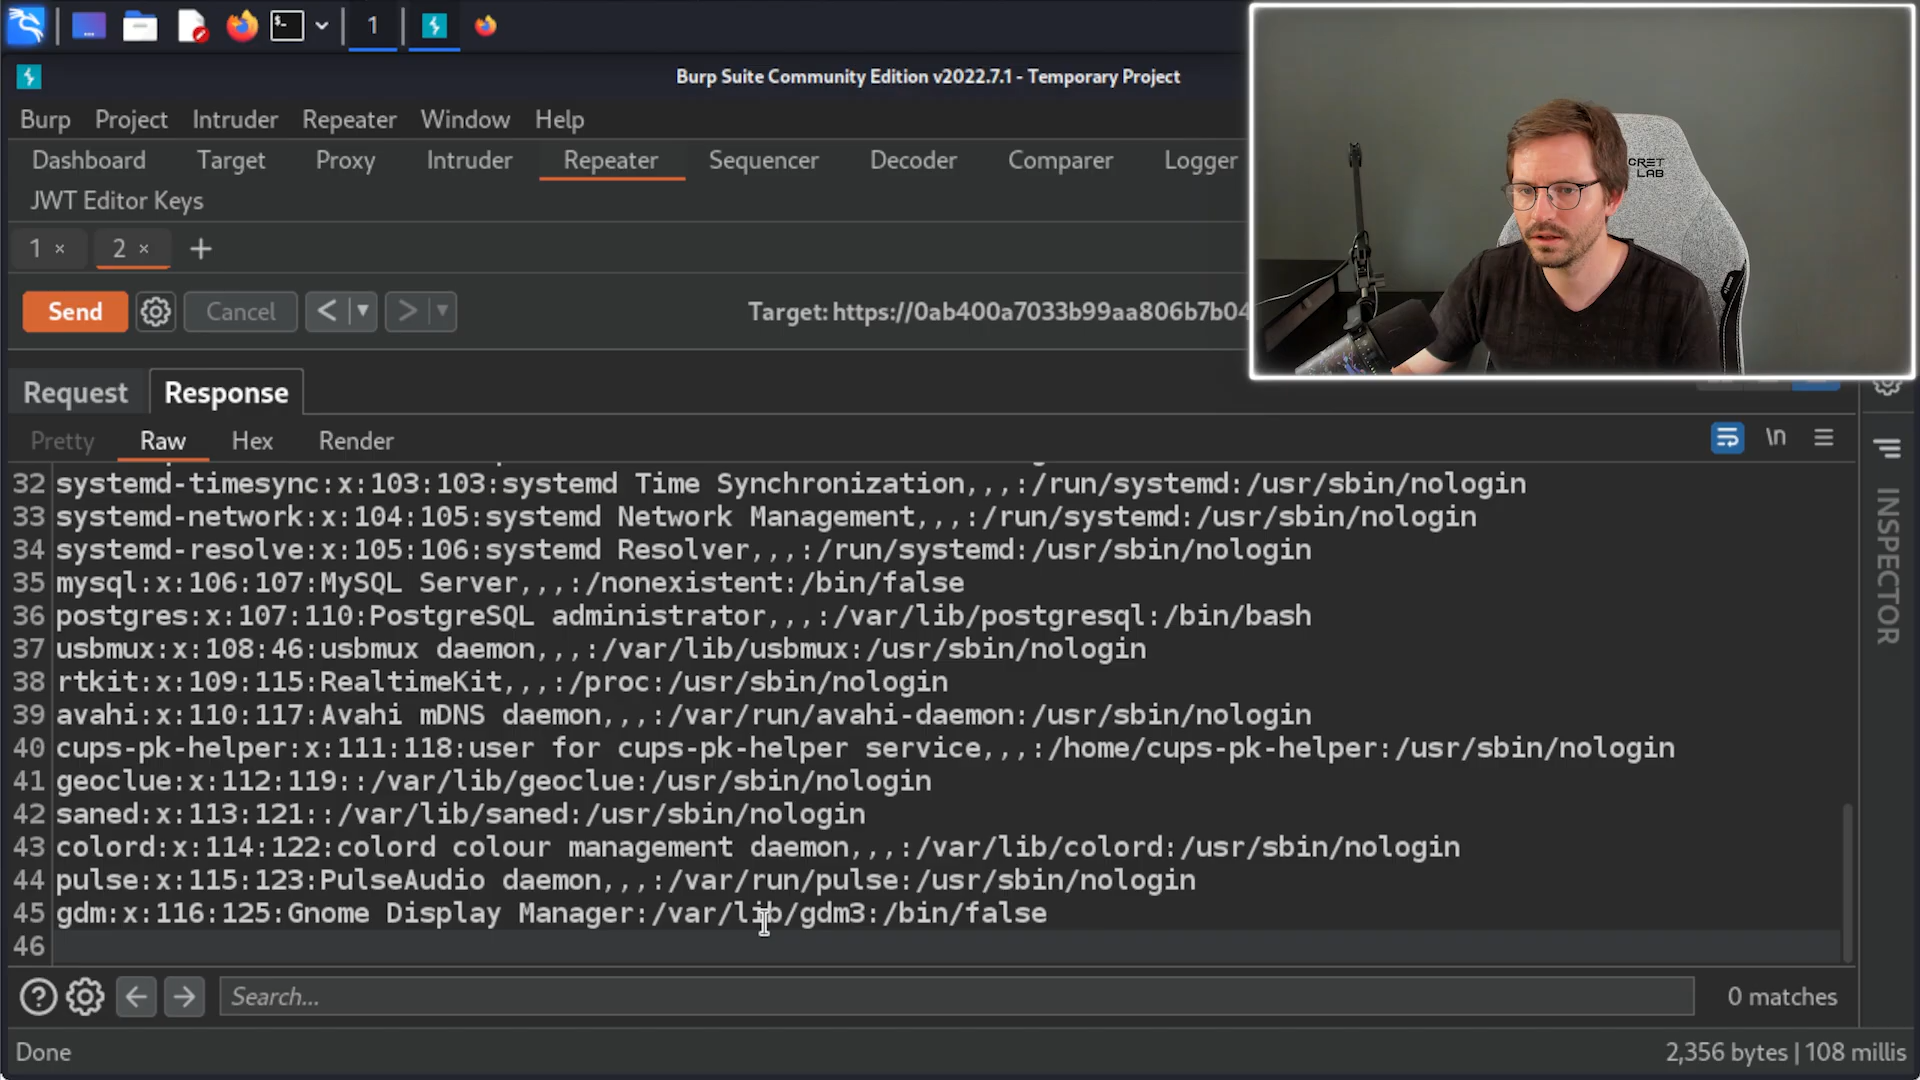 1
Burp Suite Community Edition v2022.7.1 - Temporary Project
Burp Project Intruder Repeater Window Help
Dashboard Target Proxy Intruder Repeater Sequencer Decoder Comparer Logger
JWT Editor Keys
1 × 2 × +
Send Cancel < >
Target: https://0ab400a7033b99aa806b7b04
Request Response
Pretty Raw Hex Render \n
32 systemd-timesync:x:103:103:systemd Time Synchronization,,,:/run/systemd:/usr/sbin/nologin
33 systemd-network:x:104:105:systemd Network Management,,,:/run/systemd:/usr/sbin/nologin
34 systemd-resolve:x:105:106:systemd Resolver,,,:/run/systemd:/usr/sbin/nologin
35 mysql:x:106:107:MySQL Server,,,:/nonexistent:/bin/false
36 postgres:x:107:110:PostgreSQL administrator,,,:/var/lib/postgresql:/bin/bash
37 usbmux:x:108:46:usbmux daemon,,,:/var/lib/usbmux:/usr/sbin/nologin
38 rtkit:x:109:115:RealtimeKit,,,:/proc:/usr/sbin/nologin
39 avahi:x:110:117:Avahi mDNS daemon,,,:/var/run/avahi-daemon:/usr/sbin/nologin
40 cups-pk-helper:x:111:118:user for cups-pk-helper service,,,:/home/cups-pk-helper:/usr/sbin/nologin
41 geoclue:x:112:119::/var/lib/geoclue:/usr/sbin/nologin
42 saned:x:113:121::/var/lib/saned:/usr/sbin/nologin
43 colord:x:114:122:colord colour management daemon,,,:/var/lib/colord:/usr/sbin/nologin
44 pulse:x:115:123:PulseAudio daemon,,,:/var/run/pulse:/usr/sbin/nologin
45 gdm:x:116:125:Gnome Display Manager:/var/lib/gdm3:/bin/false
46
INSPECTOR
? Search... 0 matches
Done 2,356 bytes | 108 millis
CRET
LAB